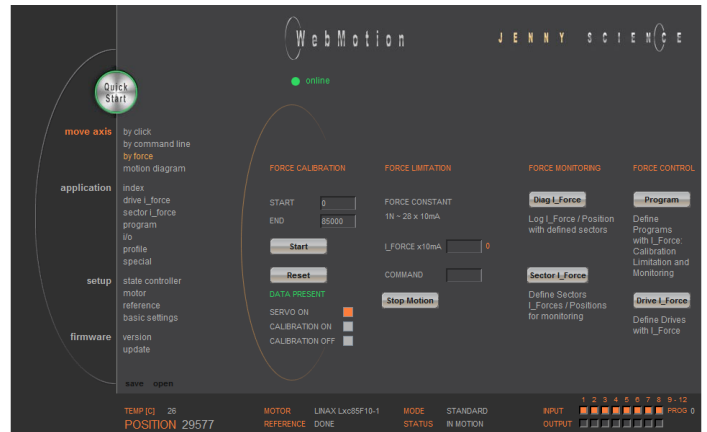 WebMotion
JENNY SCIENCE
online
Quick
Start
move axis
by click
by command line
by force
motion diagram
application
index
drive i_force
sector i_force
program
i/o
profile
special
setup
state controller
motor
reference
basic settings
firmware
version
update
save open
FORCE CALIBRATION
START 0
END 85000
Start
Reset
DATA PRESENT
SERVO ON
CALIBRATION ON
CALIBRATION OFF
FORCE LIMITATION
FORCE CONSTANT
1N ~ 28 x 10mA
I_FORCE x10mA 0
COMMAND
Stop Motion
FORCE MONITORING
Diag I_Force
Log I_Force / Position
with defined sectors
Sector I_Force
Define Sectors
I_Forces / Positions
for monitoring
FORCE CONTROL
Program
Define
Programs
with I_Force:
Calibration
Limitation and
Monitoring
Drive I_Force
Define Drives
with I_Force
1 2 3 4 5 6 7 8 9 - 12
TEMP [C] 26 MOTOR LINAX Lxc85F10-1 MODE STANDARD INPUT PROG 0
POSITION 29577 REFERENCE DONE STATUS IN MOTION OUTPUT